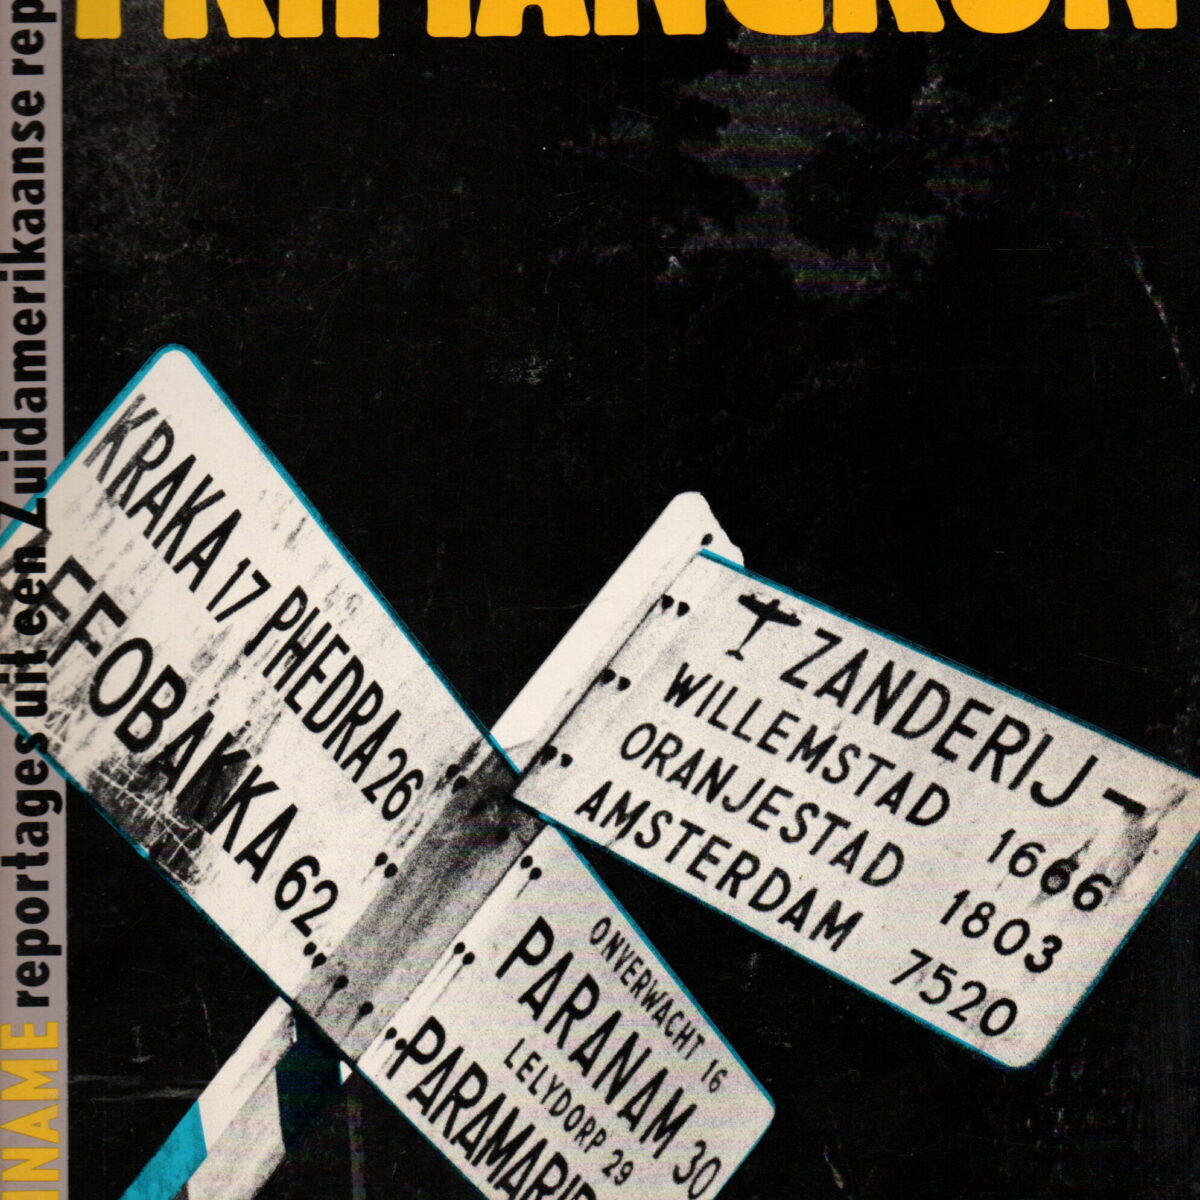 INAME reportages uit een Zuidamerikaanse rep
KRAKA 17 PHEDRA 26
FFOBAKKA 62
ZANDERIJ -
WILLEMSTAD 1666
ORANJESTAD 1803
AMSTERDAM 7520
ONVERWACHT 16
PARANAM 30
LELYDORP 29